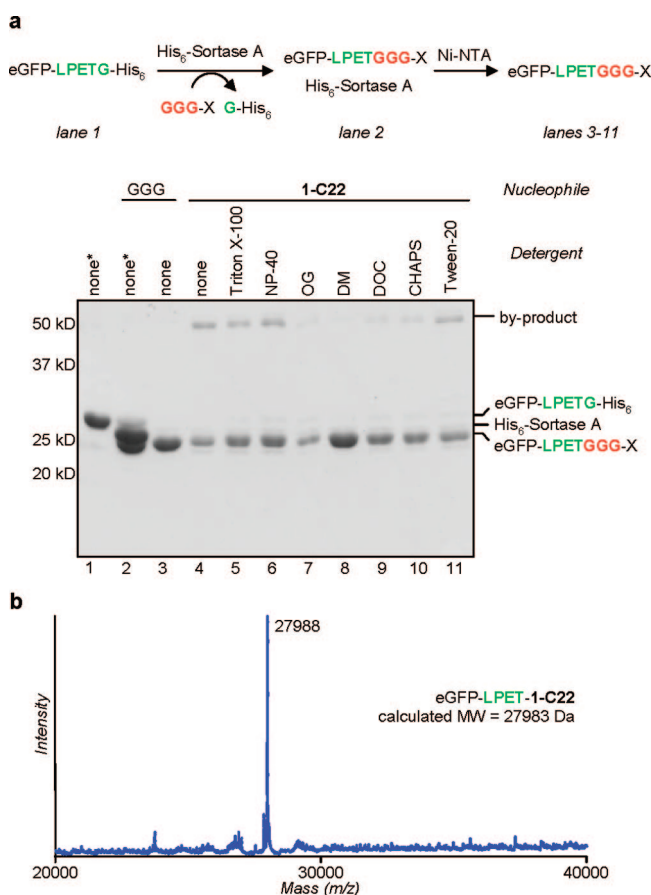 a
eGFP-LPETG-His6
His6-Sortase A
GGG-X G-His6
eGFP-LPETGGG-X
His6-Sortase A
Ni-NTA
eGFP-LPETGGG-X
lane 1
lane 2
lanes 3-11
GGG
1-C22
Nucleophile
none*
none*
none
none
Triton X-100
NP-40
OG
DM
DOC
CHAPS
Tween-20
Detergent
50 kD
37 kD
25 kD
20 kD
by-product
eGFP-LPETG-His6
His6-Sortase A
eGFP-LPETGGG-X
1 2 3 4 5 6 7 8 9 10 11
b
27988
eGFP-LPET-1-C22
calculated MW = 27983 Da
Intensity
20000 30000 40000
Mass (m/z)